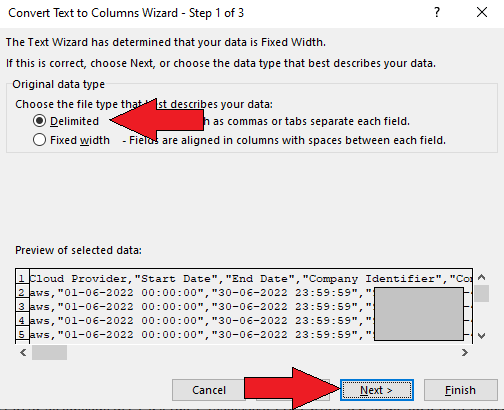 Convert Text to Columns Wizard - Step 1 of 3
The Text Wizard has determined that your data is Fixed Width.
If this is correct, choose Next, or choose the data type that best describes your data.
Original data type
Choose the file type that best describes your data:
Delimited as commas or tabs separate each field.
Fixed width - Fields are aligned in columns with spaces between each field.
Preview of selected data:
1 Cloud Provider,"Start Date","End Date","Company Identifier","Co
2 aws,"01-06-2022 00:00:00","30-06-2022 23:59:59","
3 aws,"01-06-2022 00:00:00","30-06-2022 23:59:59","
4 aws,"01-06-2022 00:00:00","30-06-2022 23:59:59","
5 aws,"01-06-2022 00:00:00","30-06-2022 23:59:59","
Cancel Next > Finish